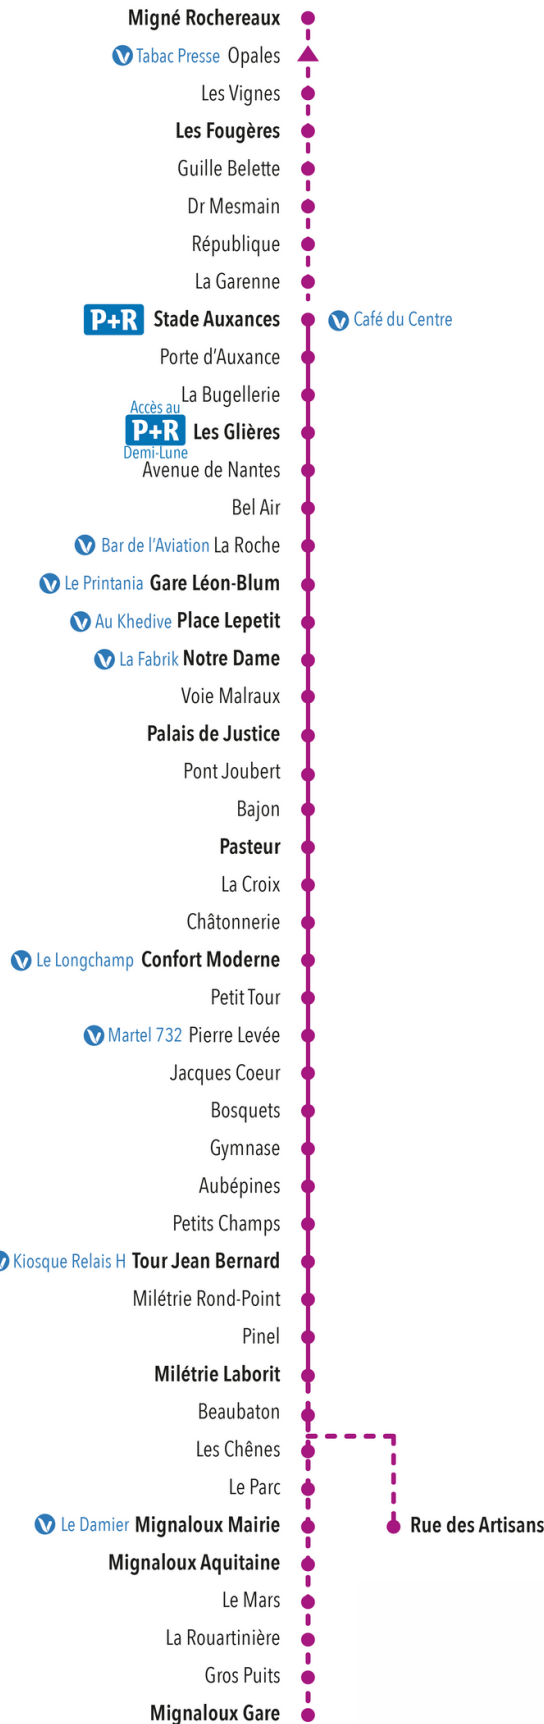 Migné Rochereaux
Tabac Presse Opales
Les Vignes
Les Fougères
Guille Belette
Dr Mesmain
République
La Garenne
P+R Stade Auxances Café du Centre
Porte d'Auxance
La Bugellerie
Accès au
P+R Les Glières
Demi-Lune
Avenue de Nantes
Bel Air
Bar de l'Aviation La Roche
Le Printania Gare Léon-Blum
Au Khedive Place Lepetit
La Fabrik Notre Dame
Voie Malraux
Palais de Justice
Pont Joubert
Bajon
Pasteur
La Croix
Châtonnerie
Le Longchamp Confort Moderne
Petit Tour
Martel 732 Pierre Levée
Jacques Coeur
Bosquets
Gymnase
Aubépines
Petits Champs
Kiosque Relais H Tour Jean Bernard
Milétrie Rond-Point
Pinel
Milétrie Laborit
Beaubaton
Les Chênes
Le Parc
Le Damier Mignaloux Mairie Rue des Artisans
Mignaloux Aquitaine
Le Mars
La Rouartinière
Gros Puits
Mignaloux Gare